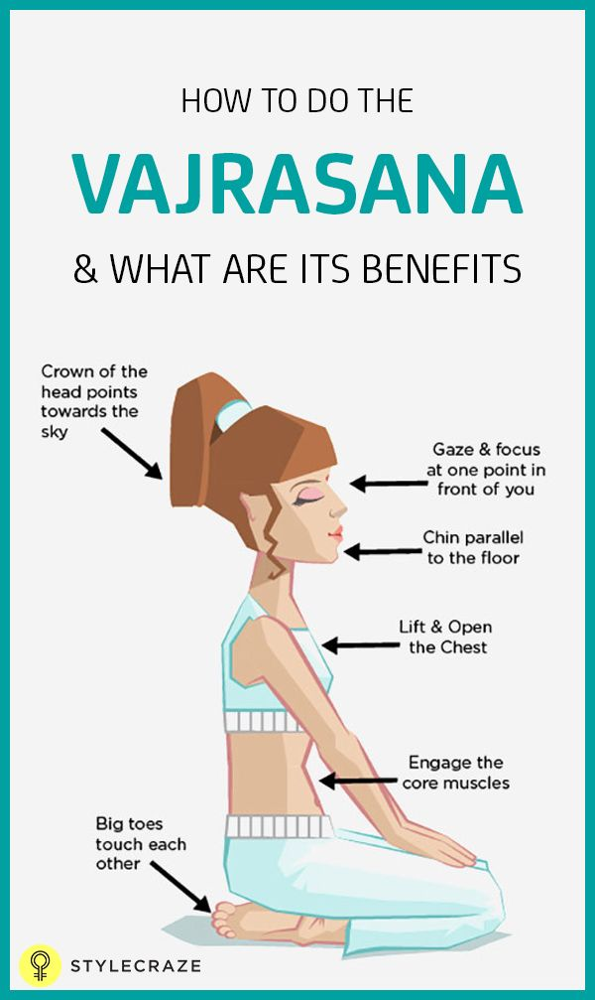 HOW TO DO THE
VAJRASANA
& WHAT ARE ITS BENEFITS
Crown of the
head points
towards the
sky
Gaze & focus
at one point in
front of you
Chin parallel
to the floor
Lift & Open
the Chest
Engage the
core muscles
Big toes
touch each
other
STYLECRAZE